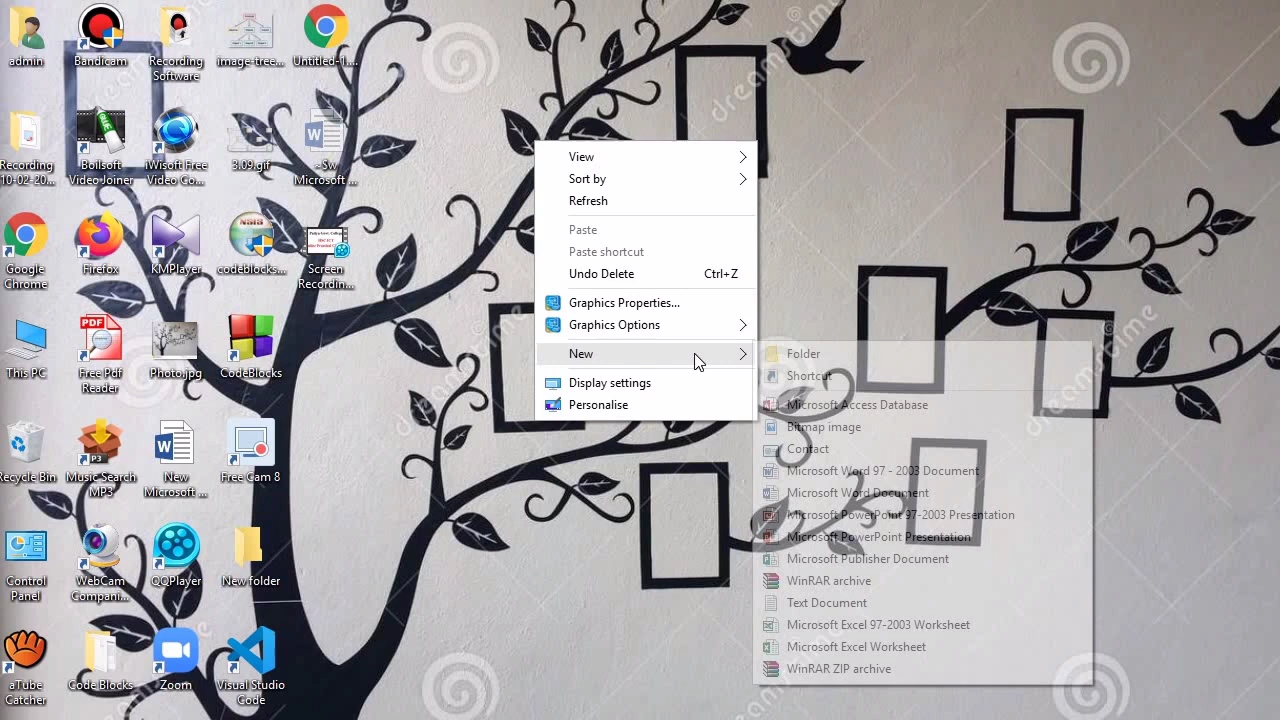 admin
Bandicam
Recording
Software
image-tree...
Untitled-1....
Recording
10-02-20...
Boilsoft
Video Joiner
iWisoft Free
Video Co...
3.09.gif
~Sw
Microsoft ...
Google
Chrome
Firefox
KMPlayer
codeblocks...
Screen
Recordin...
This PC
PDF
Free Pdf
Reader
Photo.jpg
CodeBlocks
Recycle Bin
Music Search
MP3
New
Microsoft ...
Free Cam 8
Control
Panel
WebCam
Compani...
QQPlayer
New folder
aTube
Catcher
Code Blocks
Zoom
Visual Studio
Code
View
Sort by
Refresh
Paste
Paste shortcut
Undo Delete Ctrl+Z
Graphics Properties...
Graphics Options
New
Display settings
Personalise
Folder
Shortcut
Microsoft Access Database
Bitmap image
Contact
Microsoft Word 97 - 2003 Document
Microsoft Word Document
Microsoft PowerPoint 97-2003 Presentation
Microsoft PowerPoint Presentation
Microsoft Publisher Document
WinRAR archive
Text Document
Microsoft Excel 97-2003 Worksheet
Microsoft Excel Worksheet
WinRAR ZIP archive
dreamstime